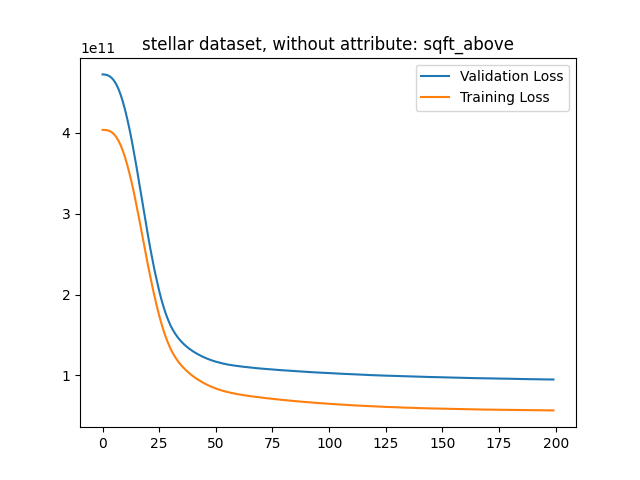 stellar dataset, without attribute: sqft_above
1e11
Validation Loss
Training Loss
4
3
2
1
0 25 50 75 100 125 150 175 200